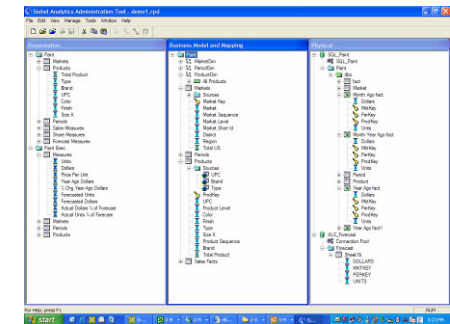 Siebel Analytics Administration Tool - demo1.rpd
File Edit View Manage Tools Window Help
Presentation
Paint
Markets
Products
Total Product
Type
Brand
UPC
Color
Finish
Size X
Periods
Sales Measures
Share Measures
Forecast Measures
Paint Exec
Measures
Units
Dollars
Price Per Unit
Year Ago Dollars
% Chg Year Ago Dollars
Forecasted Units
Forecasted Dollars
Actual Dollars % of Forecast
Actual Units % of Forecast
Markets
Periods
Products
Business Model and Mapping
Paint
MarketDim
PeriodDim
ProductDim
All Products
Markets
Sources
Market Key
Market
Market Sequence
Market Level
Market Short Id
District
Region
Total US
Periods
Products
Sources
UPC
Brand
Type
ProdKey
UPC
Product Level
Color
Finish
Type
Size X
Product Sequence
Brand
Total Product
Sales Facts
Physical
SQL_Paint
SQL_Paint
Paint
dbo
fact
Market
Month Ago fact
Dollars
MktKey
PerKey
ProdKey
Units
Month Year Ago fact
Dollars
MktKey
PerKey
ProdKey
Units
Period
Product
Year Ago fact
Dollars
MktKey
PerKey
ProdKey
Units
Year Ago fact1
XLS_Forecast
Connection Pool
Forecast
Sheet1$
DOLLARS
MKTKEY
PERKEY
UNITS
For Help, press F1
NUM
start